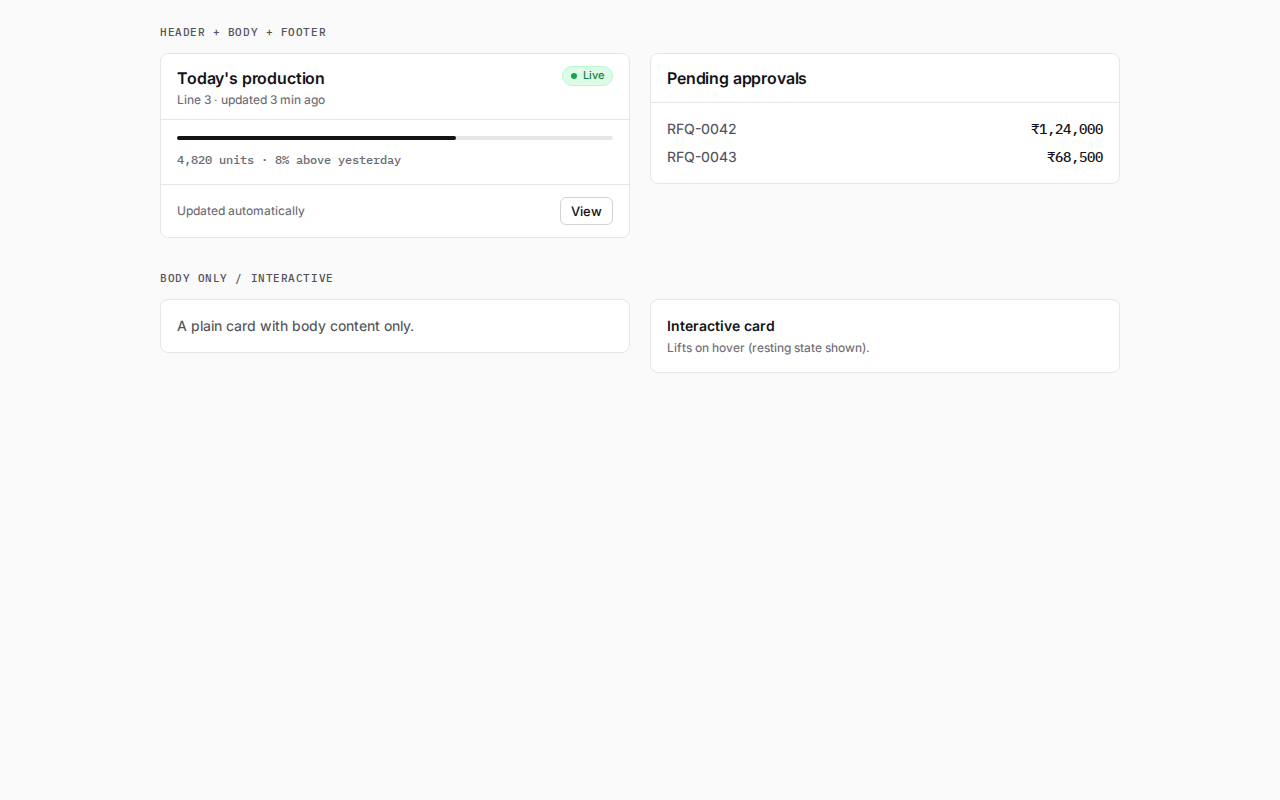 HEADER + BODY + FOOTER
Today's production
Live
Line 3 · updated 3 min ago
4,820 units · 8% above yesterday
Updated automatically
View
Pending approvals
RFQ-0042 ₹1,24,000
RFQ-0043 ₹68,500
BODY ONLY / INTERACTIVE
A plain card with body content only.
Interactive card
Lifts on hover (resting state shown).